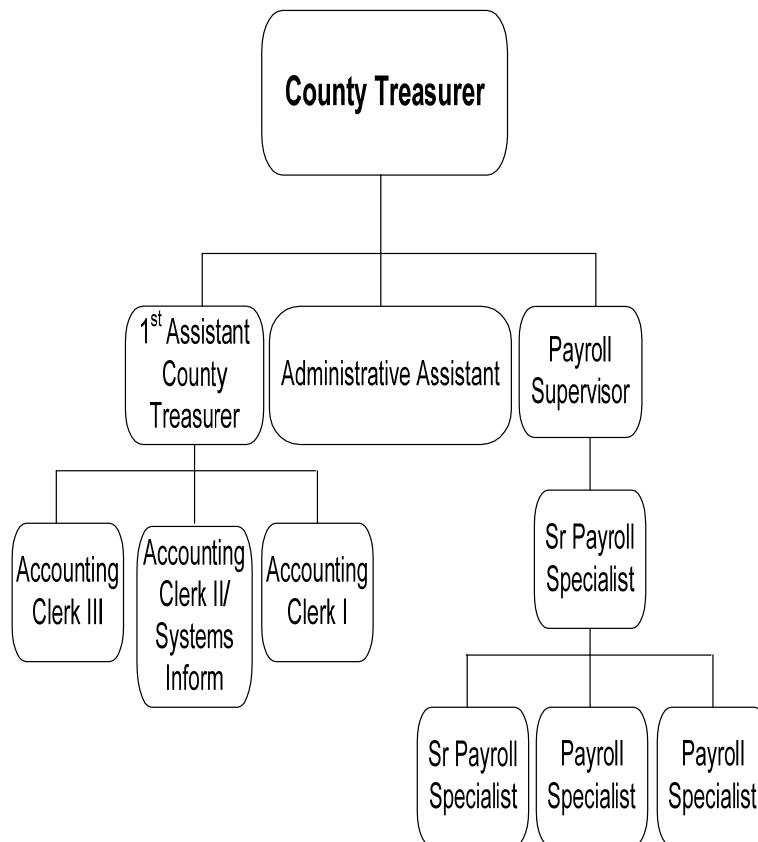 County Treasurer
1st Assistant
County
Treasurer
Administrative Assistant
Payroll
Supervisor
Accounting
Clerk III
Accounting
Clerk II/
Systems
Inform
Accounting
Clerk I
Sr Payroll
Specialist
Sr Payroll
Specialist
Payroll
Specialist
Payroll
Specialist